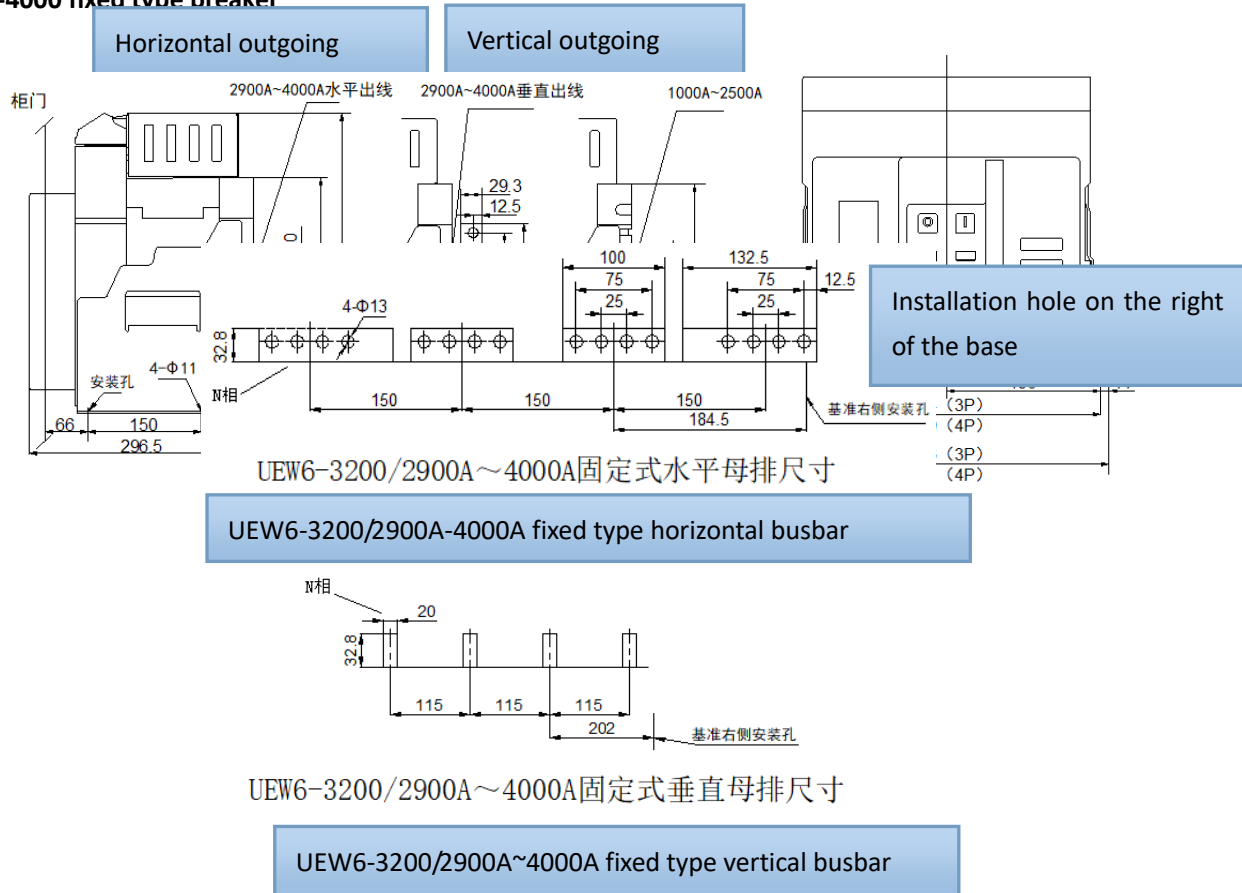 -4000 fixed type breaker
Horizontal outgoing
Vertical outgoing
柜门
2900A~4000A水平出线
2900A~4000A垂直出线
1000A~2500A
29.3
12.5
O
I
100
132.5
75
75
12.5
25
25
Installation hole on the right
of the base
4-Φ13
32.8
安装孔
4-Φ11
N相
150
150
150
184.5
基准右侧安装孔
(3P)
(4P)
66
150
296.5
(3P)
(4P)
UEW6-3200/2900A～4000A固定式水平母排尺寸
UEW6-3200/2900A-4000A fixed type horizontal busbar
N相
20
32.8
115
115
115
202
基准右侧安装孔
UEW6-3200/2900A～4000A固定式垂直母排尺寸
UEW6-3200/2900A~4000A fixed type vertical busbar